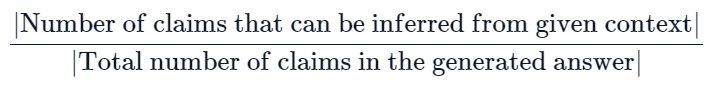 |Number of claims that can be inferred from given context|
|Total number of claims in the generated answer|